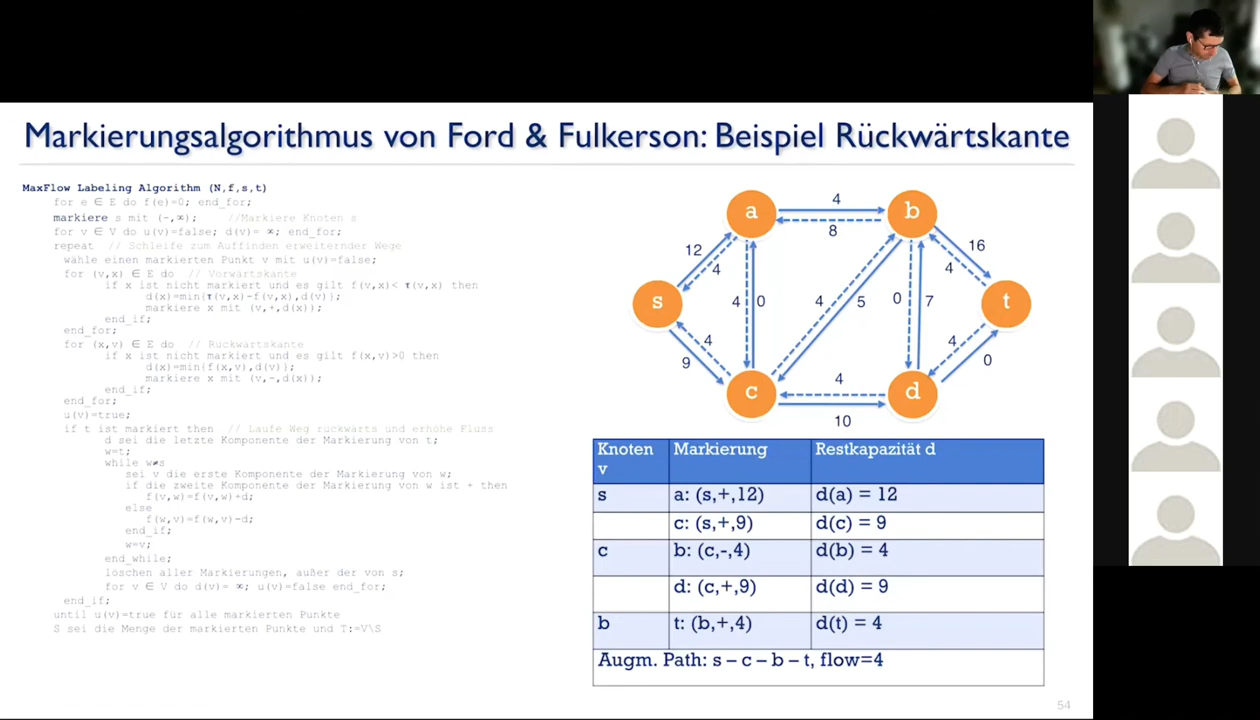 Markierungsalgorithmus von Ford & Fulkerson: Beispiel Rückwärtskante
MaxFlow Labeling Algorithm (N,f,s,t)
for e ∈ E do f(e)=0; end_for;
markiere s mit (-,∞); //Markiere Knoten s
for v ∈ V do u(v)=false; d(v)= ∞; end_for;
repeat // Schleife zum Auffinden erweiternder Wege
wähle einen markierten Punkt v mit u(v)=false;
for (v,x) ∈ E do // Vorwärtskante
if x ist nicht markiert und es gilt f(v,x)< τ(v,x) then
d(x)=min{τ(v,x)-f(v,x),d(v)};
markiere x mit (v,+,d(x));
end_if;
end_for;
for (x,v) ∈ E do // Rückwärtskante
if x ist nicht markiert und es gilt f(x,v)>0 then
d(x)=min{f(x,v),d(v)};
markiere x mit (v,-,d(x));
end_if;
end_for;
u(v)=true;
if t ist markiert then // Laufe Weg rückwärts und erhöhe Fluss
d sei die letzte Komponente der Markierung von t;
w=t;
while w≠s
sei v die erste Komponente der Markierung von w;
if die zweite Komponente der Markierung von w ist + then
f(v,w)=f(v,w)+d;
else
f(w,v)=f(w,v)-d;
end_if;
w=v;
end_while;
löschen aller Markierungen, außer der von s;
for v ∈ V do d(v)= ∞; u(v)=false end_for;
end_if;
until u(v)=true für alle markierten Punkte
S sei die Menge der markierten Punkte und T:=V\S
4
a b
8
12 16
4 4
s 4 0 4 5 0 7 t
4 4
9 0
c 4 d
10
Knoten v Markierung Restkapazität d
s a: (s,+,12) d(a) = 12
c: (s,+,9) d(c) = 9
c b: (c,-,4) d(b) = 4
d: (c,+,9) d(d) = 9
b t: (b,+,4) d(t) = 4
Augm. Path: s – c – b – t, flow=4
54